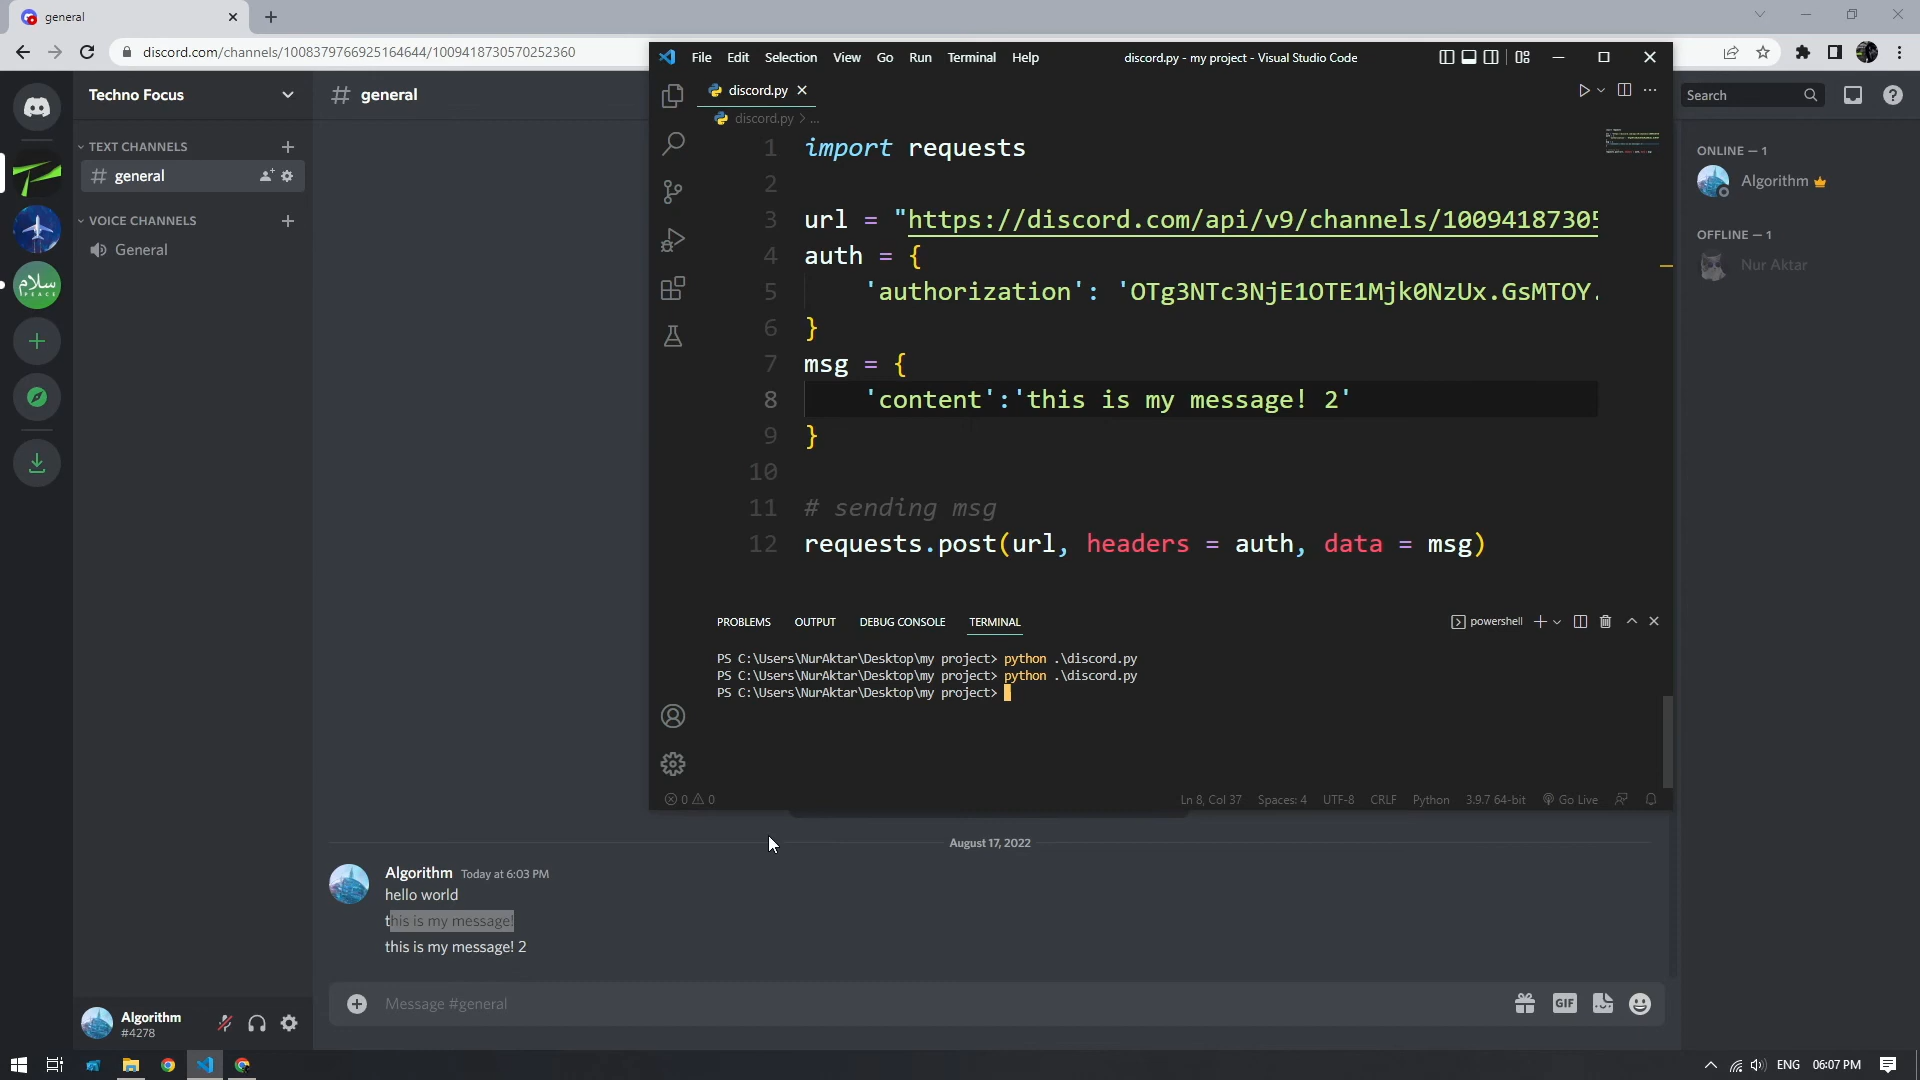 general
discord.com/channels/1008379766925164644/1009418730570252360
Techno Focus
general
TEXT CHANNELS
general
VOICE CHANNELS
General
File Edit Selection View Go Run Terminal Help
discord.py - my project - Visual Studio Code
discord.py
discord.py > ...
1 import requests
2
3 url = "https://discord.com/api/v9/channels/10094187305
4 auth = {
5 'authorization': 'OTg3NTc3NjE1OTE1Mjk0NzUx.GsMTOY.
6 }
7 msg = {
8 'content':'this is my message! 2'
9 }
10
11 # sending msg
12 requests.post(url, headers = auth, data = msg)
PROBLEMS OUTPUT DEBUG CONSOLE TERMINAL
powershell
PS C:\Users\NurAktar\Desktop\my project> python .\discord.py
PS C:\Users\NurAktar\Desktop\my project> python .\discord.py
PS C:\Users\NurAktar\Desktop\my project>
0 0
Ln 8, Col 37 Spaces: 4 UTF-8 CRLF Python 3.9.7 64-bit Go Live
Search
ONLINE — 1
Algorithm
OFFLINE — 1
Nur Aktar
سلام
PEACE
August 17, 2022
Algorithm Today at 6:03 PM
hello world
this is my message!
this is my message! 2
Message #general
GIF
Algorithm
#4278
ENG 06:07 PM